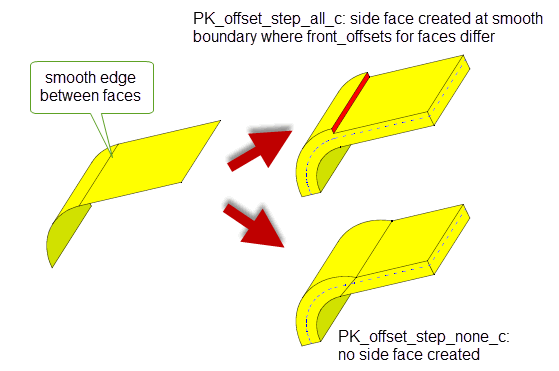 PK_offset_step_all_c: side face created at smooth
boundary where front_offsets for faces differ
smooth edge
between faces
PK_offset_step_none_c:
no side face created